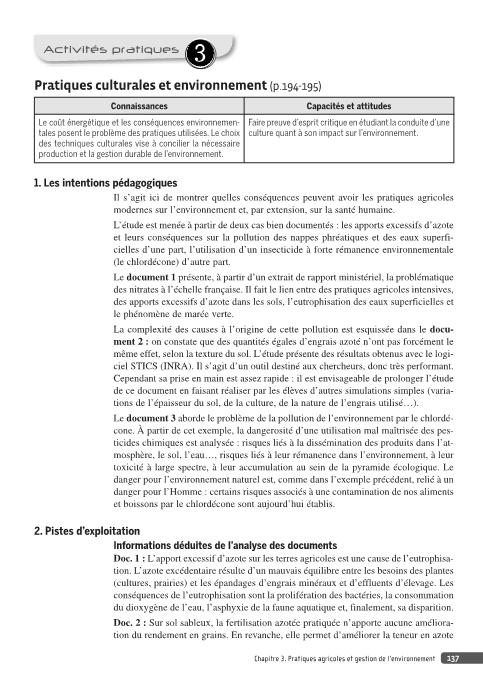 Activités pratiques 3
Pratiques culturales et environnement (p.194-195)
Connaissances
Capacités et attitudes
Le coût énergétique et les conséquences environnemen-
tales posent le problème des pratiques utilisées. Le choix
des techniques culturales vise à concilier la nécessaire
production et la gestion durable de l'environnement.
Faire preuve d'esprit critique en étudiant la conduite d'une
culture quant à son impact sur l'environnement.
1. Les intentions pédagogiques
Il s'agit ici de montrer quelles conséquences peuvent avoir les pratiques agricoles
modernes sur l'environnement et, par extension, sur la santé humaine.
L'étude est menée à partir de deux cas bien documentés : les apports excessifs d'azote
et leurs conséquences sur la pollution des nappes phréatiques et des eaux superfi-
cielles d'une part, l'utilisation d'un insecticide à forte rémanence environnementale
(le chlordécone) d'autre part.
Le document 1 présente, à partir d'un extrait de rapport ministériel, la problématique
des nitrates à l'échelle française. Il fait le lien entre des pratiques agricoles intensives,
des apports excessifs d'azote dans les sols, l'eutrophisation des eaux superficielles et
le phénomène de marée verte.
La complexité des causes à l'origine de cette pollution est esquissée dans le docu-
ment 2 : on constate que des quantités égales d'engrais azoté n'ont pas forcément le
même effet, selon la texture du sol. L'étude présente des résultats obtenus avec le logi-
ciel STICS (INRA). Il s'agit d'un outil destiné aux chercheurs, donc très performant.
Cependant sa prise en main est assez rapide : il est envisageable de prolonger l'étude
de ce document en faisant réaliser par les élèves d'autres simulations simples (varia-
tions de l'épaisseur du sol, de la culture, de la nature de l'engrais utilisé…).
Le document 3 aborde le problème de la pollution de l'environnement par le chlordé-
cone. À partir de cet exemple, la dangerosité d'une utilisation mal maîtrisée des pes-
ticides chimiques est analysée : risques liés à la dissémination des produits dans l'at-
mosphère, le sol, l'eau…, risques liés à leur rémanence dans l'environnement, à leur
toxicité à large spectre, à leur accumulation au sein de la pyramide écologique. Le
danger pour l'environnement naturel est, comme dans l'exemple précédent, relié à un
danger pour l'Homme : certains risques associés à une contamination de nos aliments
et boissons par le chlordécone sont aujourd'hui établis.
2. Pistes d'exploitation
Informations déduites de l'analyse des documents
Doc. 1 : L'apport excessif d'azote sur les terres agricoles est une cause de l'eutrophisa-
tion. L'azote excédentaire résulte d'un mauvais équilibre entre les besoins des plantes
(cultures, prairies) et les épandages d'engrais minéraux et d'effluents d'élevage. Les
conséquences de l'eutrophisation sont la prolifération des bactéries, la consommation
du dioxygène de l'eau, l'asphyxie de la faune aquatique et, finalement, sa disparition.
Doc. 2 : Sur sol sableux, la fertilisation azotée pratiquée n'apporte aucune améliora-
tion du rendement en grains. En revanche, elle permet d'améliorer la teneur en azote
Chapitre 3. Pratiques agricoles et gestion de l'environnement 137